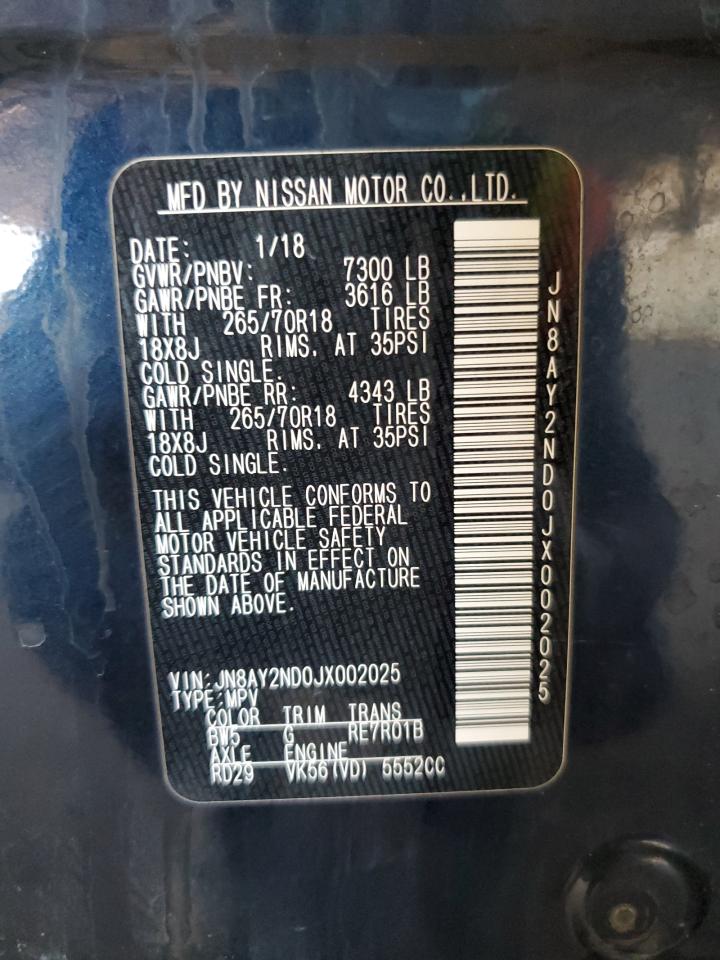 MFD BY NISSAN MOTOR CO.,LTD.
DATE: 1/18
GVWR/PNBV: 7300 LB
GAWR/PNBE FR: 3616 LB
WITH 265/70R18 TIRES
18X8J RIMS. AT 35PSI
COLD SINGLE.
GAWR/PNBE RR: 4343 LB
WITH 265/70R18 TIRES
18X8J RIMS. AT 35PSI
COLD SINGLE.
THIS VEHICLE CONFORMS TO
ALL APPLICABLE FEDERAL
MOTOR VEHICLE SAFETY
STANDARDS IN EFFECT ON
THE DATE OF MANUFACTURE
SHOWN ABOVE.
VIN:JN8AY2ND0JX002025
TYPE:MPV
COLOR TRIM TRANS
BW5 G RE7R01B
AXLE ENGINE
RD29 VK56(VD) 5552CC
JN8AY2ND0JX002025